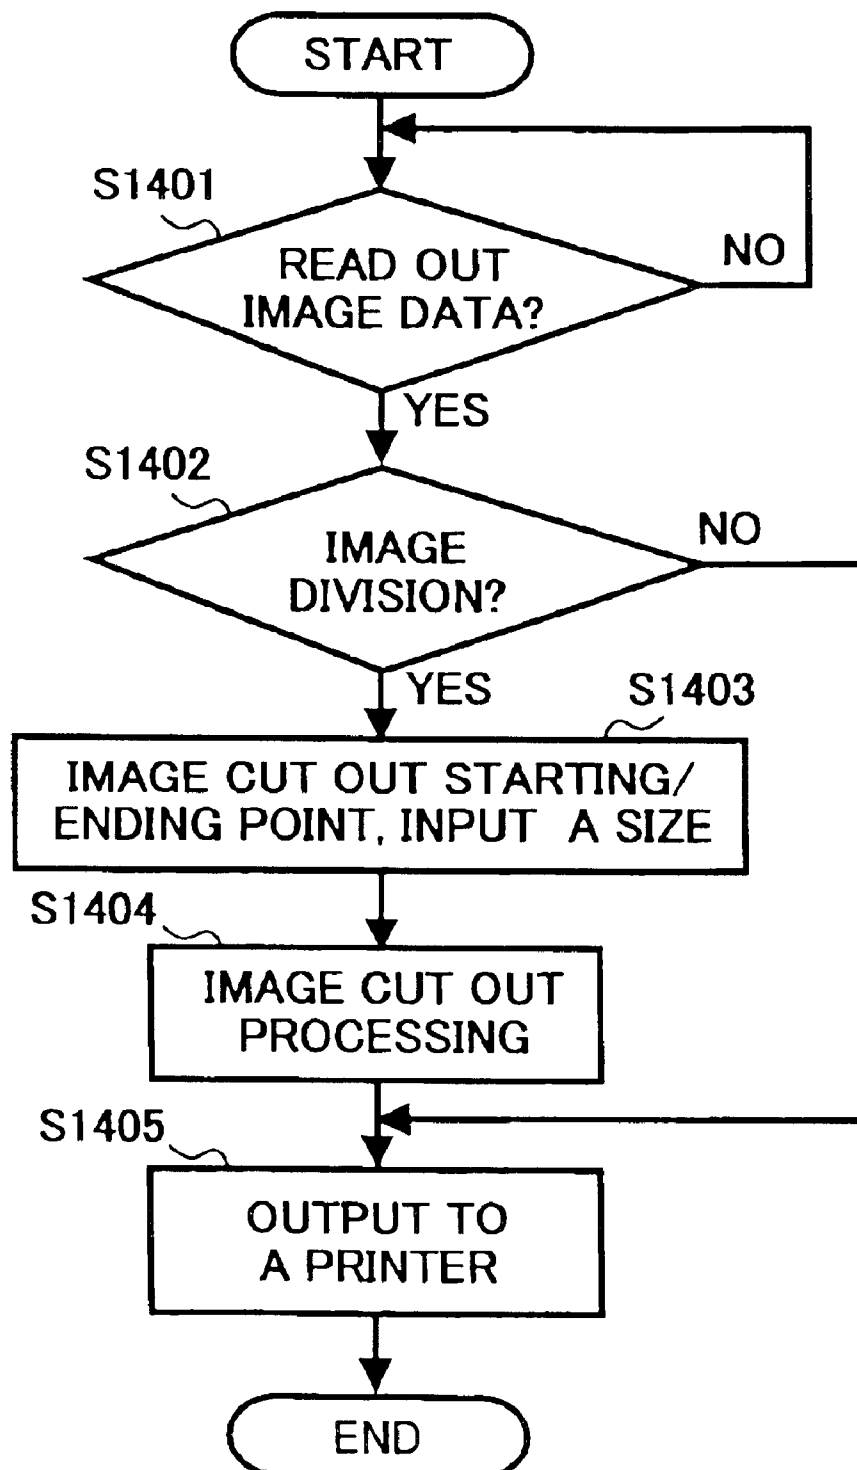 START
S1401
READ OUT
IMAGE DATA?
NO
YES
S1402
IMAGE
DIVISION?
NO
YES
S1403
IMAGE CUT OUT STARTING/
ENDING POINT, INPUT A SIZE
S1404
IMAGE CUT OUT
PROCESSING
S1405
OUTPUT TO
A PRINTER
END